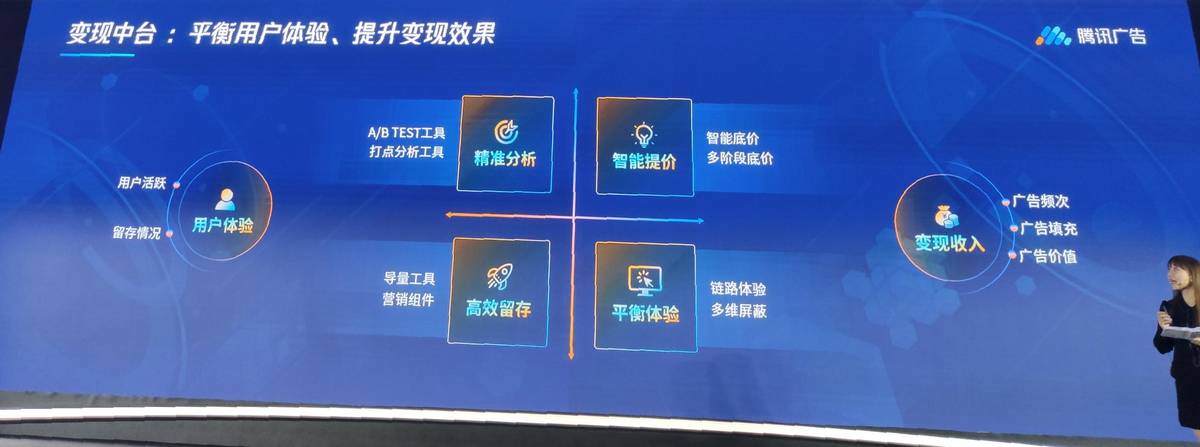 变现中台：平衡用户体验、提升变现效果
腾讯广告
A/B TEST工具
打点分析工具
精准分析
智能提价
智能底价
多阶段底价
用户活跃
留存情况
用户体验
变现收入
广告频次
广告填充
广告价值
导量工具
营销组件
高效留存
平衡体验
链路体验
多维屏蔽